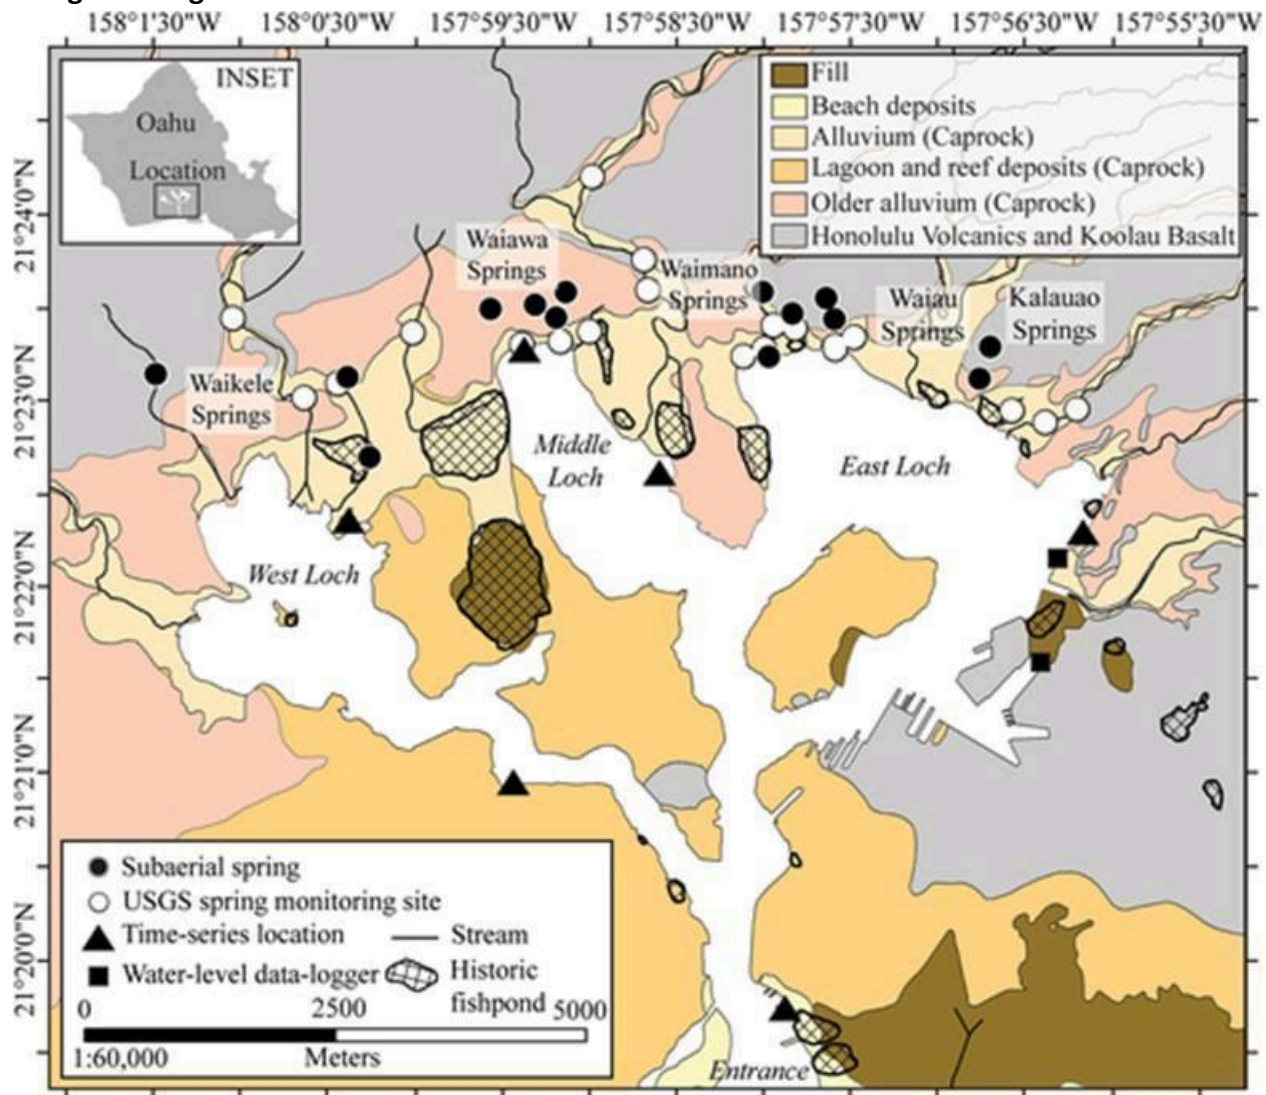 158°1'30"W 158°0'30"W 157°59'30"W 157°58'30"W 157°57'30"W 157°56'30"W 157°55'30"W
INSET
Oahu
Location
Fill
Beach deposits
Alluvium (Caprock)
Lagoon and reef deposits (Caprock)
Older alluvium (Caprock)
Honolulu Volcanics and Koolau Basalt
21°24'0"N
21°23'0"N
21°22'0"N
21°21'0"N
21°20'0"N
Waiawa
Springs
Waimano
Springs
Waiau
Springs
Kalauao
Springs
Waikele
Springs
Middle
Loch
East Loch
West Loch
Subaerial spring
USGS spring monitoring site
Time-series location
Stream
Water-level data-logger
Historic
fishpond
0 2500 5000
1:60,000 Meters
Entrance